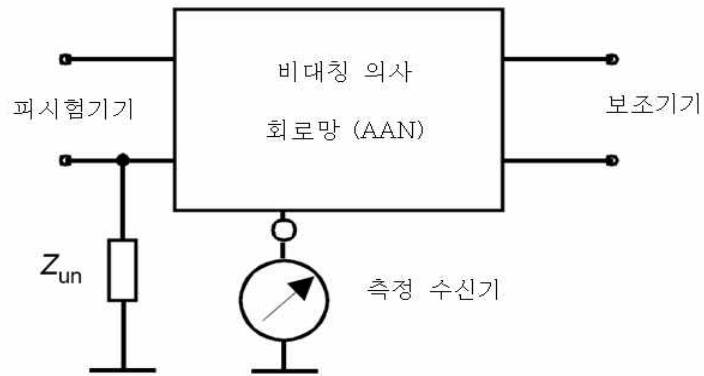 비대칭 의사
회로망 (AAN)
피시험기기
보조기기
Zun
측정 수신기